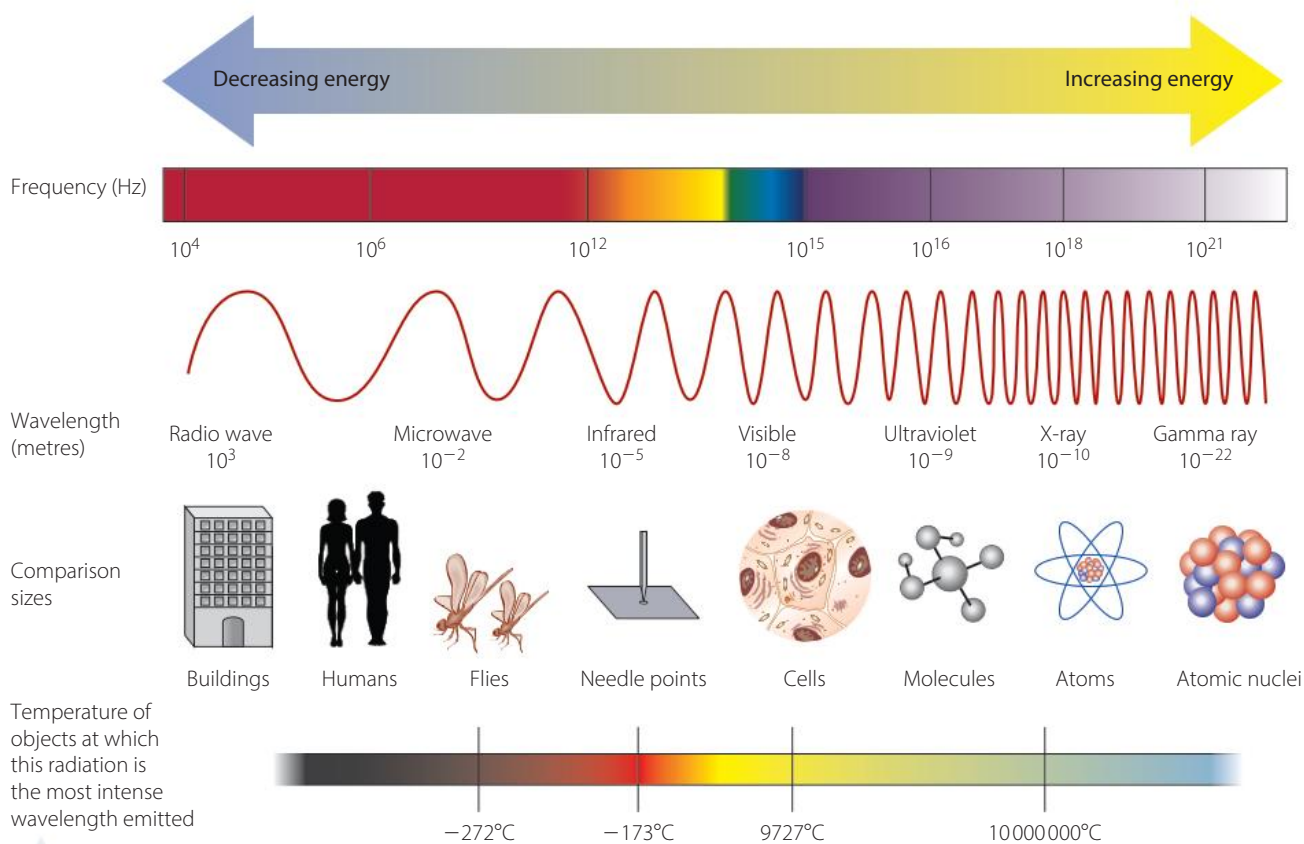 Decreasing energy Increasing energy
Frequency (Hz)
10⁴ 10⁶ 10¹² 10¹⁵ 10¹⁶ 10¹⁸ 10²¹
Wavelength
(metres)
Radio wave Microwave Infrared Visible Ultraviolet X-ray Gamma ray
10³ 10⁻² 10⁻⁵ 10⁻⁸ 10⁻⁹ 10⁻¹⁰ 10⁻²²
Comparison
sizes
Buildings Humans Flies Needle points Cells Molecules Atoms Atomic nuclei
Temperature of
objects at which
this radiation is
the most intense
wavelength emitted
−272°C −173°C 9727°C 10000000°C